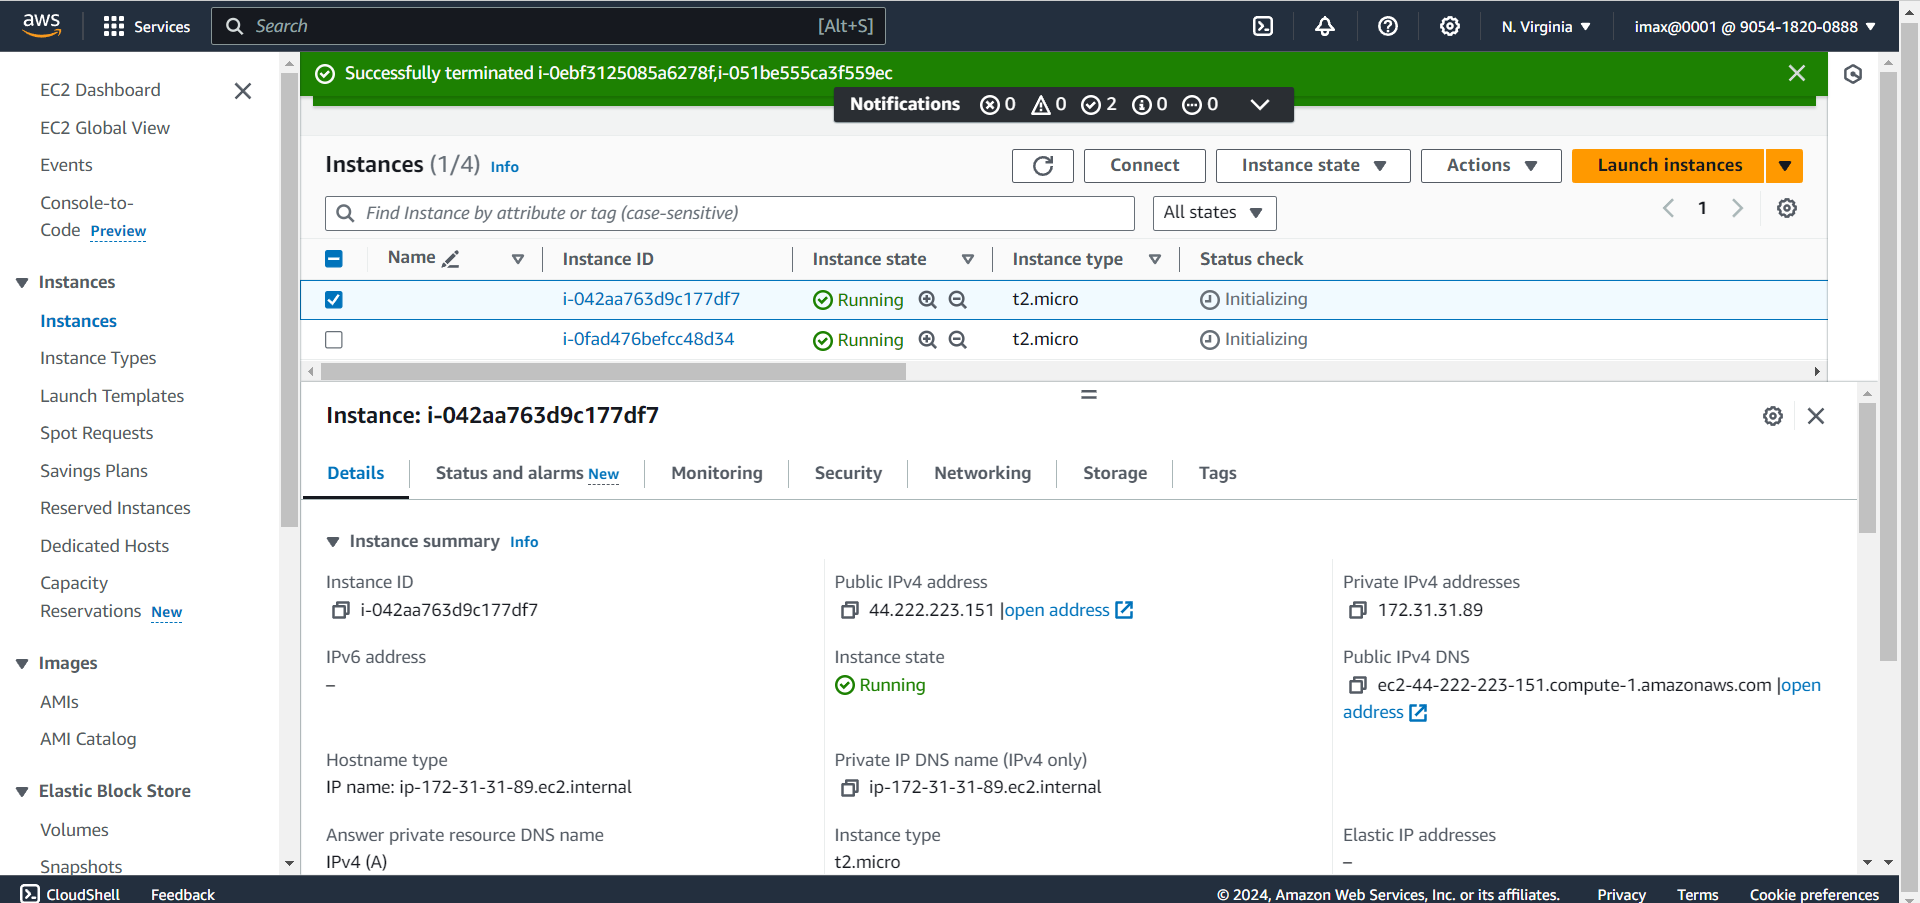 aws
Services
Search [Alt+S]
N. Virginia
imax@0001 @ 9054-1820-0888
EC2 Dashboard
EC2 Global View
Events
Console-to-
Code Preview
Instances
Instances
Instance Types
Launch Templates
Spot Requests
Savings Plans
Reserved Instances
Dedicated Hosts
Capacity
Reservations New
Images
AMIs
AMI Catalog
Elastic Block Store
Volumes
Snapshots
Successfully terminated i-0ebf3125085a6278f,i-051be555ca3f559ec
Notifications 0 0 2 0 0
Instances (1/4) Info
Connect
Instance state
Actions
Launch instances
Find Instance by attribute or tag (case-sensitive)
All states
1
Name Instance ID Instance state Instance type Status check
i-042aa763d9c177df7 Running t2.micro Initializing
i-0fad476befcc48d34 Running t2.micro Initializing
Instance: i-042aa763d9c177df7
Details Status and alarms New Monitoring Security Networking Storage Tags
Instance summary Info
Instance ID
i-042aa763d9c177df7
Public IPv4 address
44.222.223.151 |open address
Private IPv4 addresses
172.31.31.89
IPv6 address
–
Instance state
Running
Public IPv4 DNS
ec2-44-222-223-151.compute-1.amazonaws.com |open
address
Hostname type
IP name: ip-172-31-31-89.ec2.internal
Private IP DNS name (IPv4 only)
ip-172-31-31-89.ec2.internal
Answer private resource DNS name
IPv4 (A)
Instance type
t2.micro
Elastic IP addresses
–
CloudShell Feedback
© 2024, Amazon Web Services, Inc. or its affiliates. Privacy Terms Cookie preferences